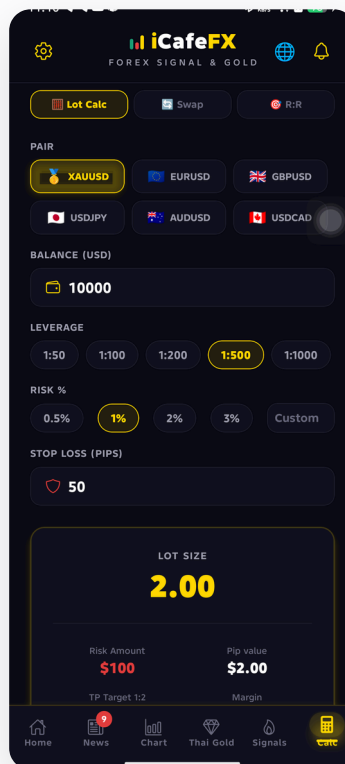 iCafeFX
FOREX SIGNAL & GOLD
Lot Calc Swap R:R
PAIR
XAUUSD EURUSD GBPUSD
USDJPY AUDUSD USDCAD
BALANCE (USD)
10000
LEVERAGE
1:50 1:100 1:200 1:500 1:1000
RISK %
0.5% 1% 2% 3% Custom
STOP LOSS (PIPS)
50
LOT SIZE
2.00
Risk Amount Pip value
$100 $2.00
TP Target 1:2 Margin
9
Home News Chart Thai Gold Signals Calc